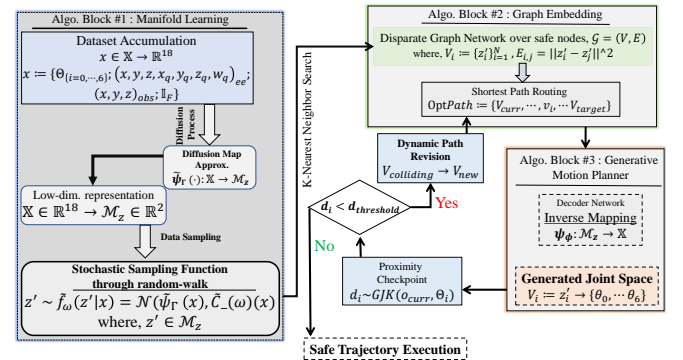 Algo. Block #1 : Manifold Learning
Dataset Accumulation
x ∈ 𝕏 → ℝ¹⁸
x ≔ {Θ_{i=0,⋯,6}; (x, y, z, x_q, y_q, z_q, w_q)_ee;
(x, y, z)_obs; 𝕀_F}
Diffusion
Process
Diffusion Map
Approx.
ψ̃_Γ (·): 𝕏 → ℳ_z
Low-dim. representation
𝕏 ∈ ℝ¹⁸ → ℳ_z ∈ ℝ²
Data Sampling
Stochastic Sampling Function
through random-walk
z′ ~ f̃_ω(z′|x) = 𝒩(ψ̃_Γ (x), C̃_(ω)(x)
where, z′ ∈ ℳ_z
K-Nearest Neighbor Search
Algo. Block #2 : Graph Embedding
Disparate Graph Network over safe nodes, 𝒢 = (V, E)
where, V_i ≔ {z_i′}_{i=1}^N , E_{i,j} = ||z_i′ − z_j′||^2
Shortest Path Routing
OptPath ≔ {V_curr, ⋯, v_i, ⋯ V_target}
Dynamic Path
Revision
V_colliding → V_new
d_i < d_threshold
Yes
No
Proximity
Checkpoint
d_i~GJK(o_curr, Θ_i)
Safe Trajectory Execution
Algo. Block #3 : Generative
Motion Planner
Decoder Network
Inverse Mapping
ψ_ϕ: ℳ_z → 𝕏
Generated Joint Space
V_i ≔ z_i′ → {θ_0, ⋯ θ_6}